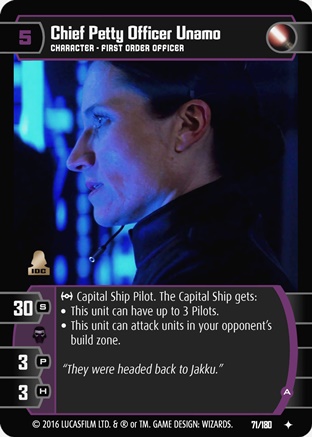 5 Chief Petty Officer Unamo
CHARACTER - FIRST ORDER OFFICER
IDC
30 S
3 P
3 H
Capital Ship Pilot. The Capital Ship gets:
• This unit can have up to 3 Pilots.
• This unit can attack units in your opponent's
build zone.
"They were headed back to Jakku."
A
© 2016 LUCASFILM LTD. & ® or TM. GAME DESIGN: WIZARDS. 71/180